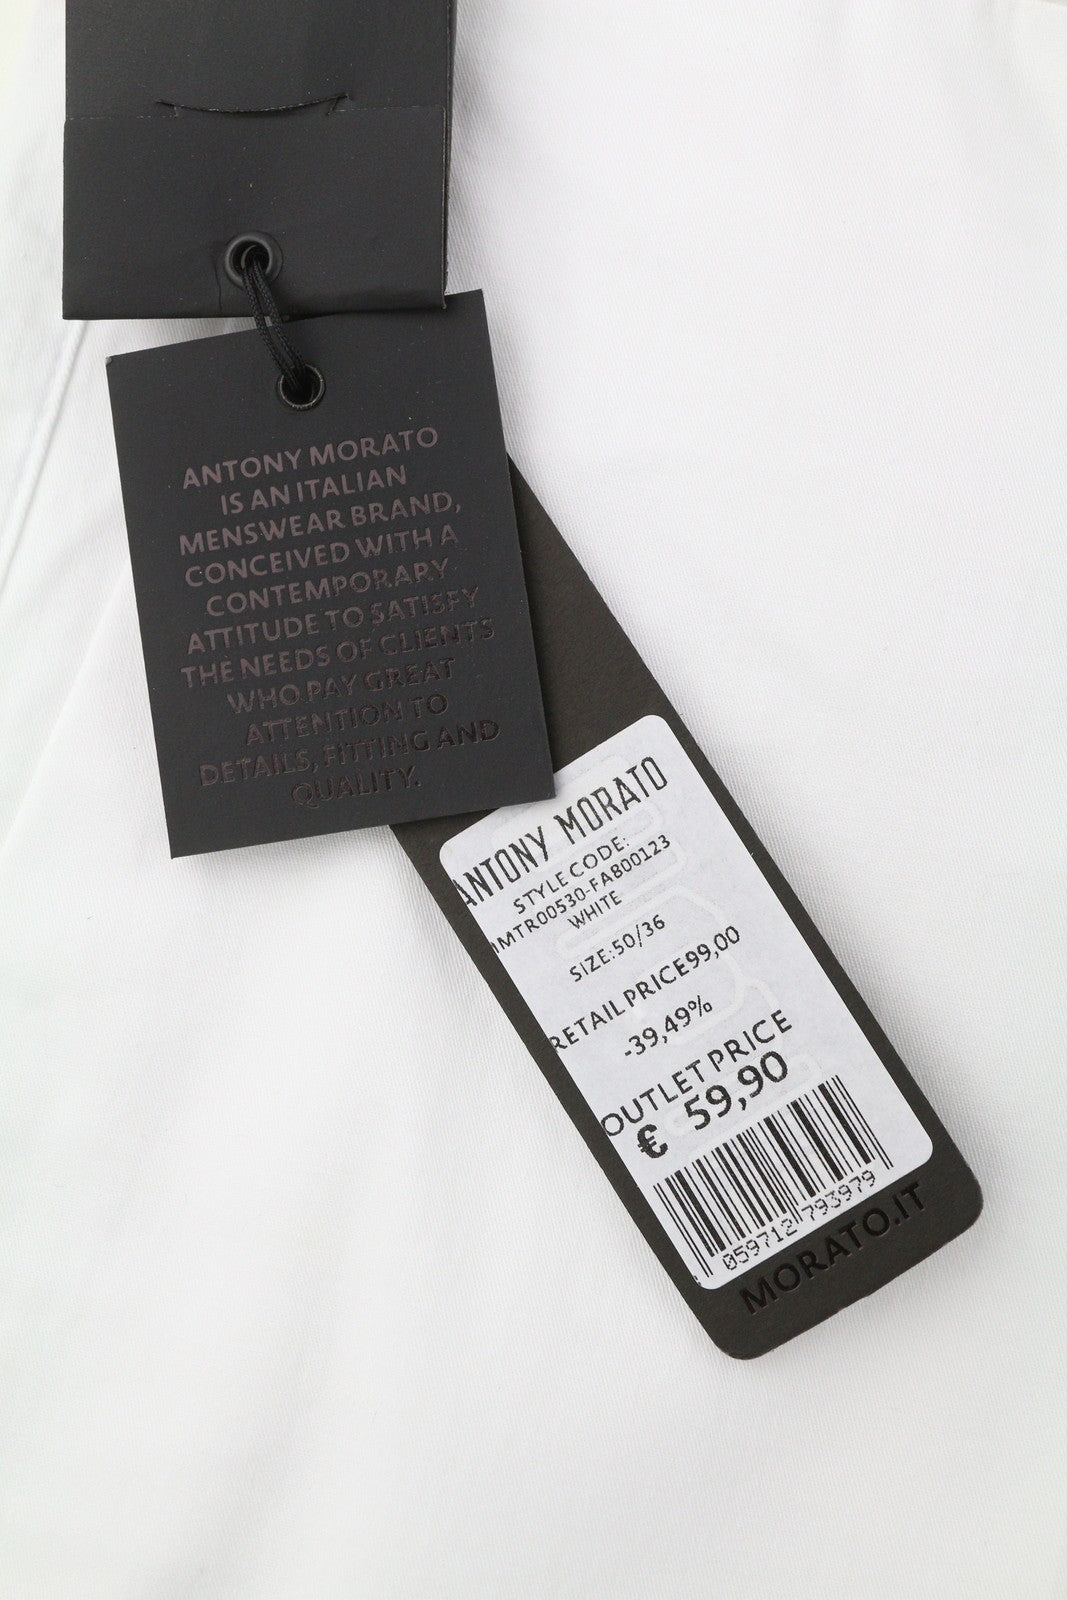 ANTONY MORATO
IS AN ITALIAN
MENSWEAR BRAND,
CONCEIVED WITH A
CONTEMPORARY
ATTITUDE TO SATISFY
THE NEEDS OF CLIENTS
WHO PAY GREAT
ATTENTION TO
DETAILS, FITTING AND
QUALITY.
ANTONY MORATO
STYLE CODE:
MMTR00530-FA800123
WHITE
SIZE:50/36
RETAIL PRICE99,00
-39,49%
OUTLET PRICE
€ 59,90
059712 793979
MORATO.IT